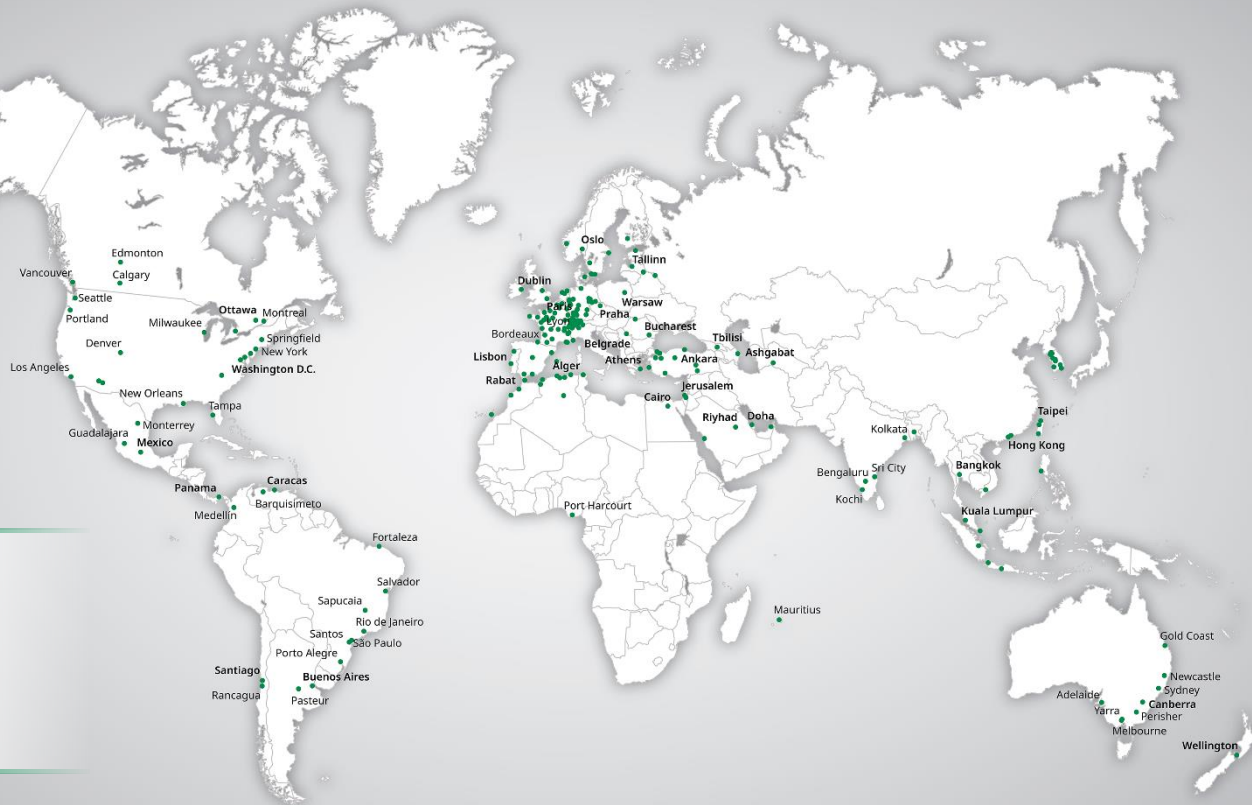 Edmonton
Calgary
Vancouver
Seattle
Portland
Ottawa
Montreal
Milwaukee
Springfield
New York
Denver
Washington D.C.
Los Angeles
New Orleans
Tampa
Monterrey
Guadalajara
Mexico
Caracas
Panama
Barquisimeto
Medellín
Fortaleza
Salvador
Sapucaia
Rio de Janeiro
Santos
São Paulo
Porto Alegre
Santiago
Buenos Aires
Rancagua
Pasteur
Oslo
Tallinn
Dublin
Paris
Warsaw
Praha
Lyon
Bucharest
Bordeaux
Belgrade
Tbilisi
Lisbon
Athens
Ankara
Ashgabat
Alger
Rabat
Jerusalem
Cairo
Riyhad
Doha
Port Harcourt
Mauritius
Taipei
Kolkata
Hong Kong
Bengaluru
Sri City
Bangkok
Kochi
Kuala Lumpur
Gold Coast
Newcastle
Sydney
Adelaide
Canberra
Yarra
Perisher
Melbourne
Wellington